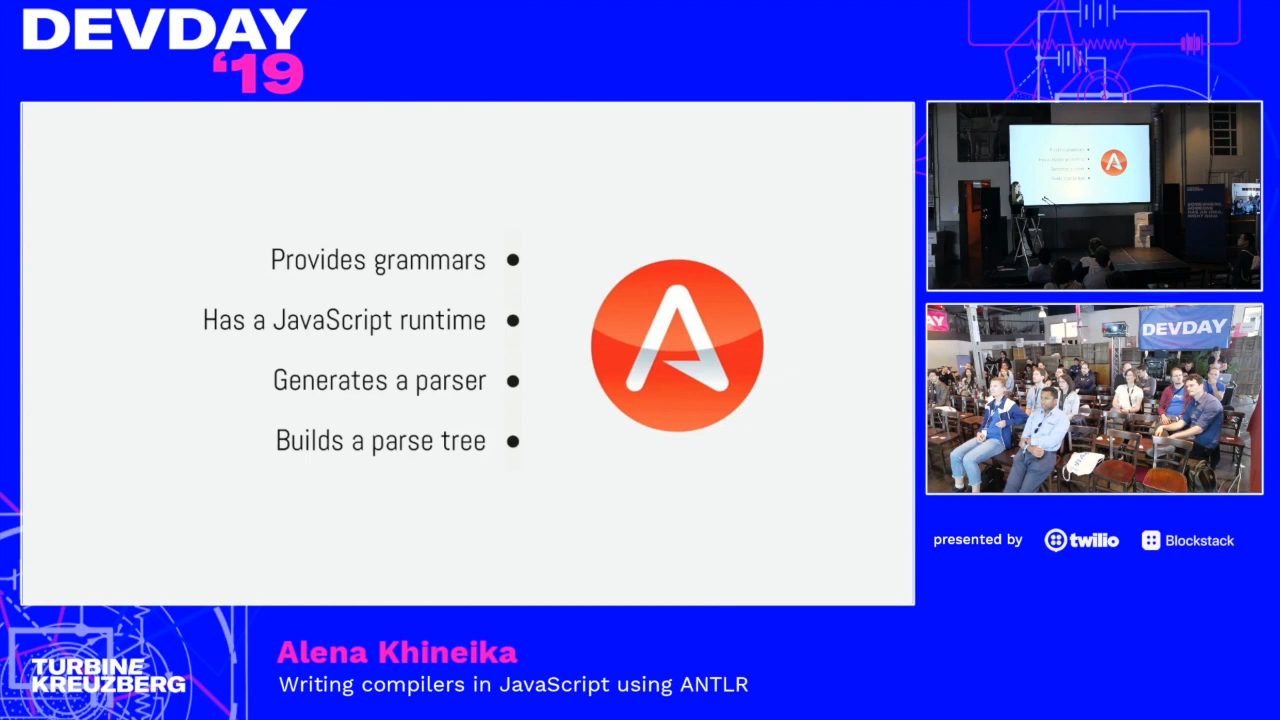 DEVDAY
‘19
Provides grammars
Has a JavaScript runtime
Generates a parser
Builds a parse tree
AY
DEVDAY
presented by
twilio
Blockstack
TURBINE
KREUZBERG
Alena Khineika
Writing compilers in JavaScript using ANTLR